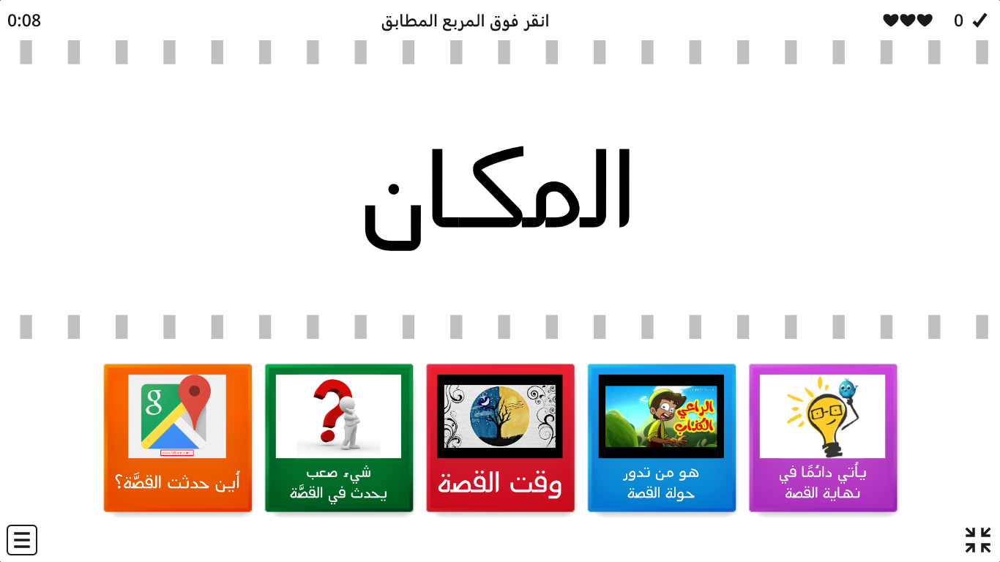 0:08
انقر فوق المربع المطابق
0
المكان
g
أين حدثت القصَّة؟
شيء صعب
يحدث في القصَّة
وقت القصة
الراعي
الكذاب
هو من تدور
حولة القصة
يأتي دائمًا في
نهاية القصة